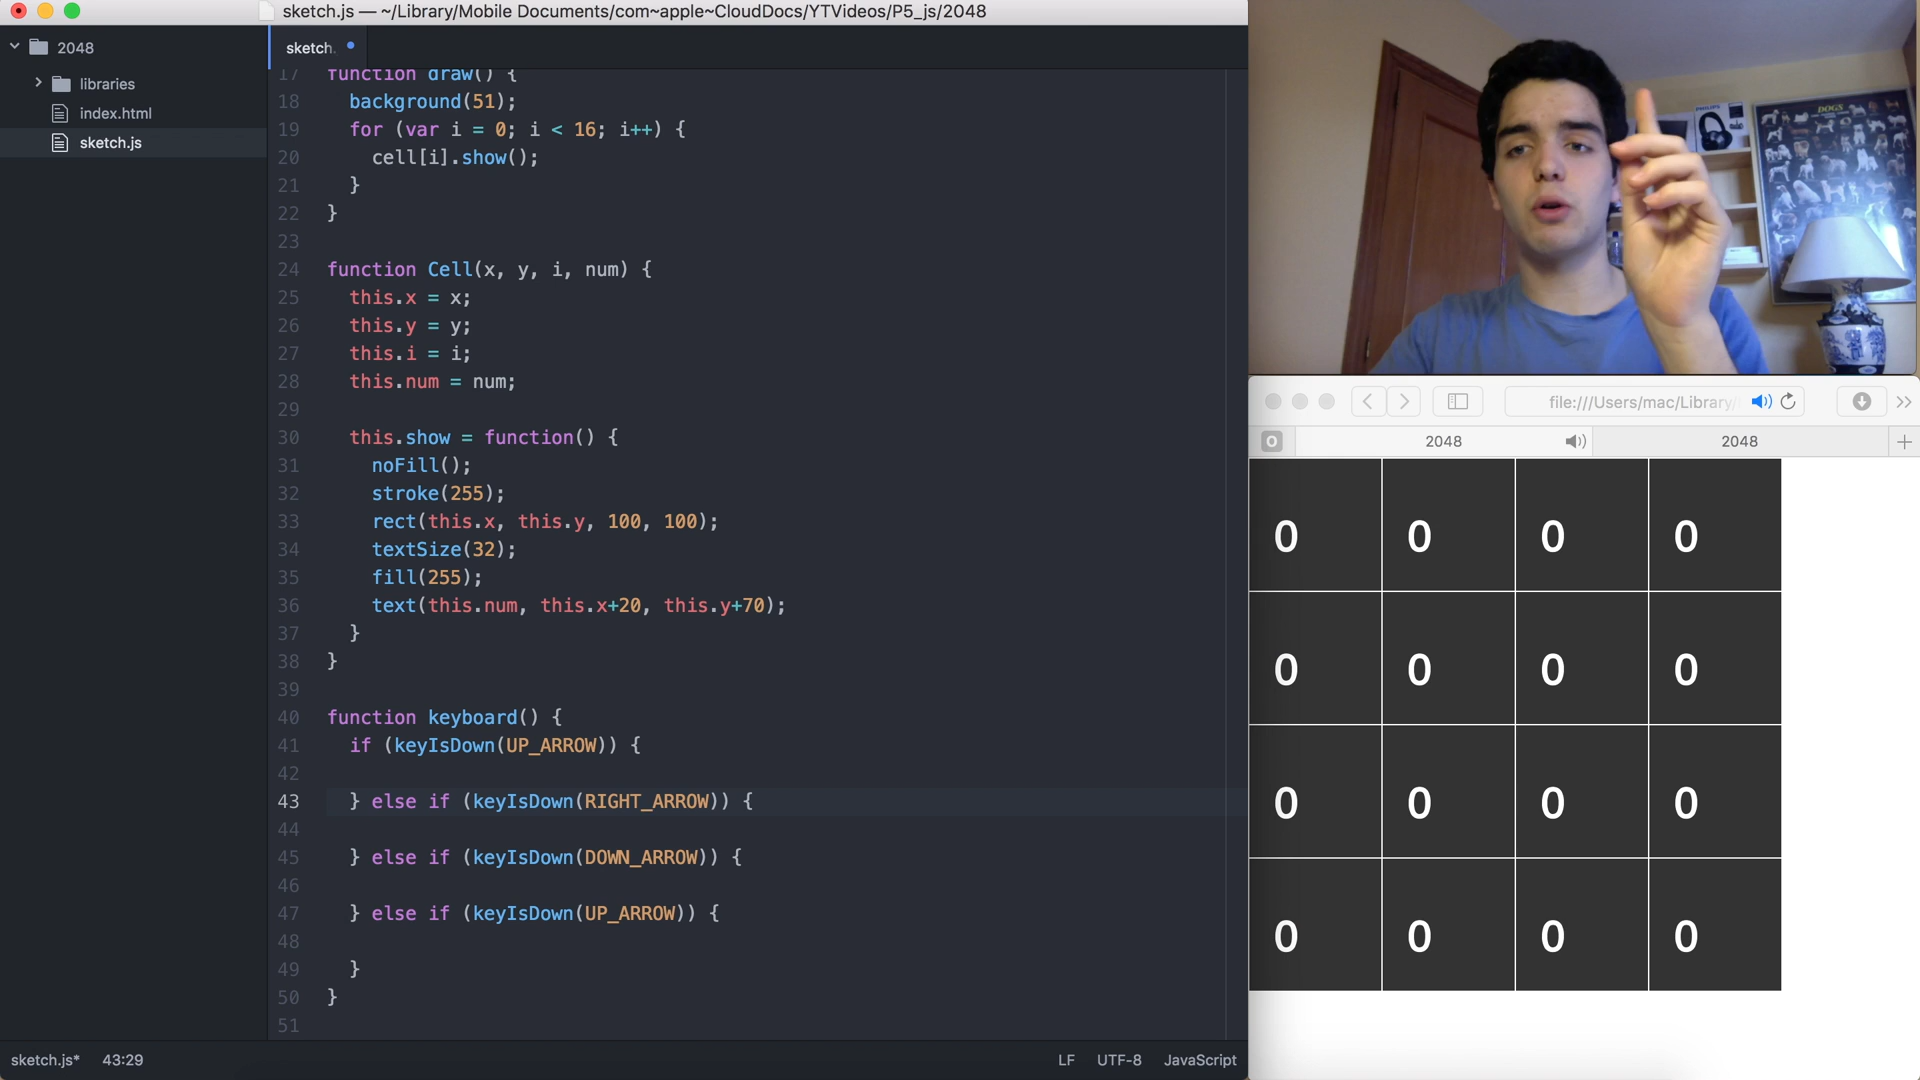 sketch.js — ~/Library/Mobile Documents/com~apple~CloudDocs/YTVideos/P5_js/2048
2048
libraries
index.html
sketch.js
sketch.
17 function draw() {
18 background(51);
19 for (var i = 0; i < 16; i++) {
20 cell[i].show();
21 }
22 }
23
24 function Cell(x, y, i, num) {
25 this.x = x;
26 this.y = y;
27 this.i = i;
28 this.num = num;
29
30 this.show = function() {
31 noFill();
32 stroke(255);
33 rect(this.x, this.y, 100, 100);
34 textSize(32);
35 fill(255);
36 text(this.num, this.x+20, this.y+70);
37 }
38 }
39
40 function keyboard() {
41 if (keyIsDown(UP_ARROW)) {
42
43 } else if (keyIsDown(RIGHT_ARROW)) {
44
45 } else if (keyIsDown(DOWN_ARROW)) {
46
47 } else if (keyIsDown(UP_ARROW)) {
48
49 }
50 }
51
sketch.js* 43:29
LF UTF-8 JavaScript
PHILIPS
DOGS
file:///Users/mac/Library/
O 2048 2048
0 0 0 0
0 0 0 0
0 0 0 0
0 0 0 0